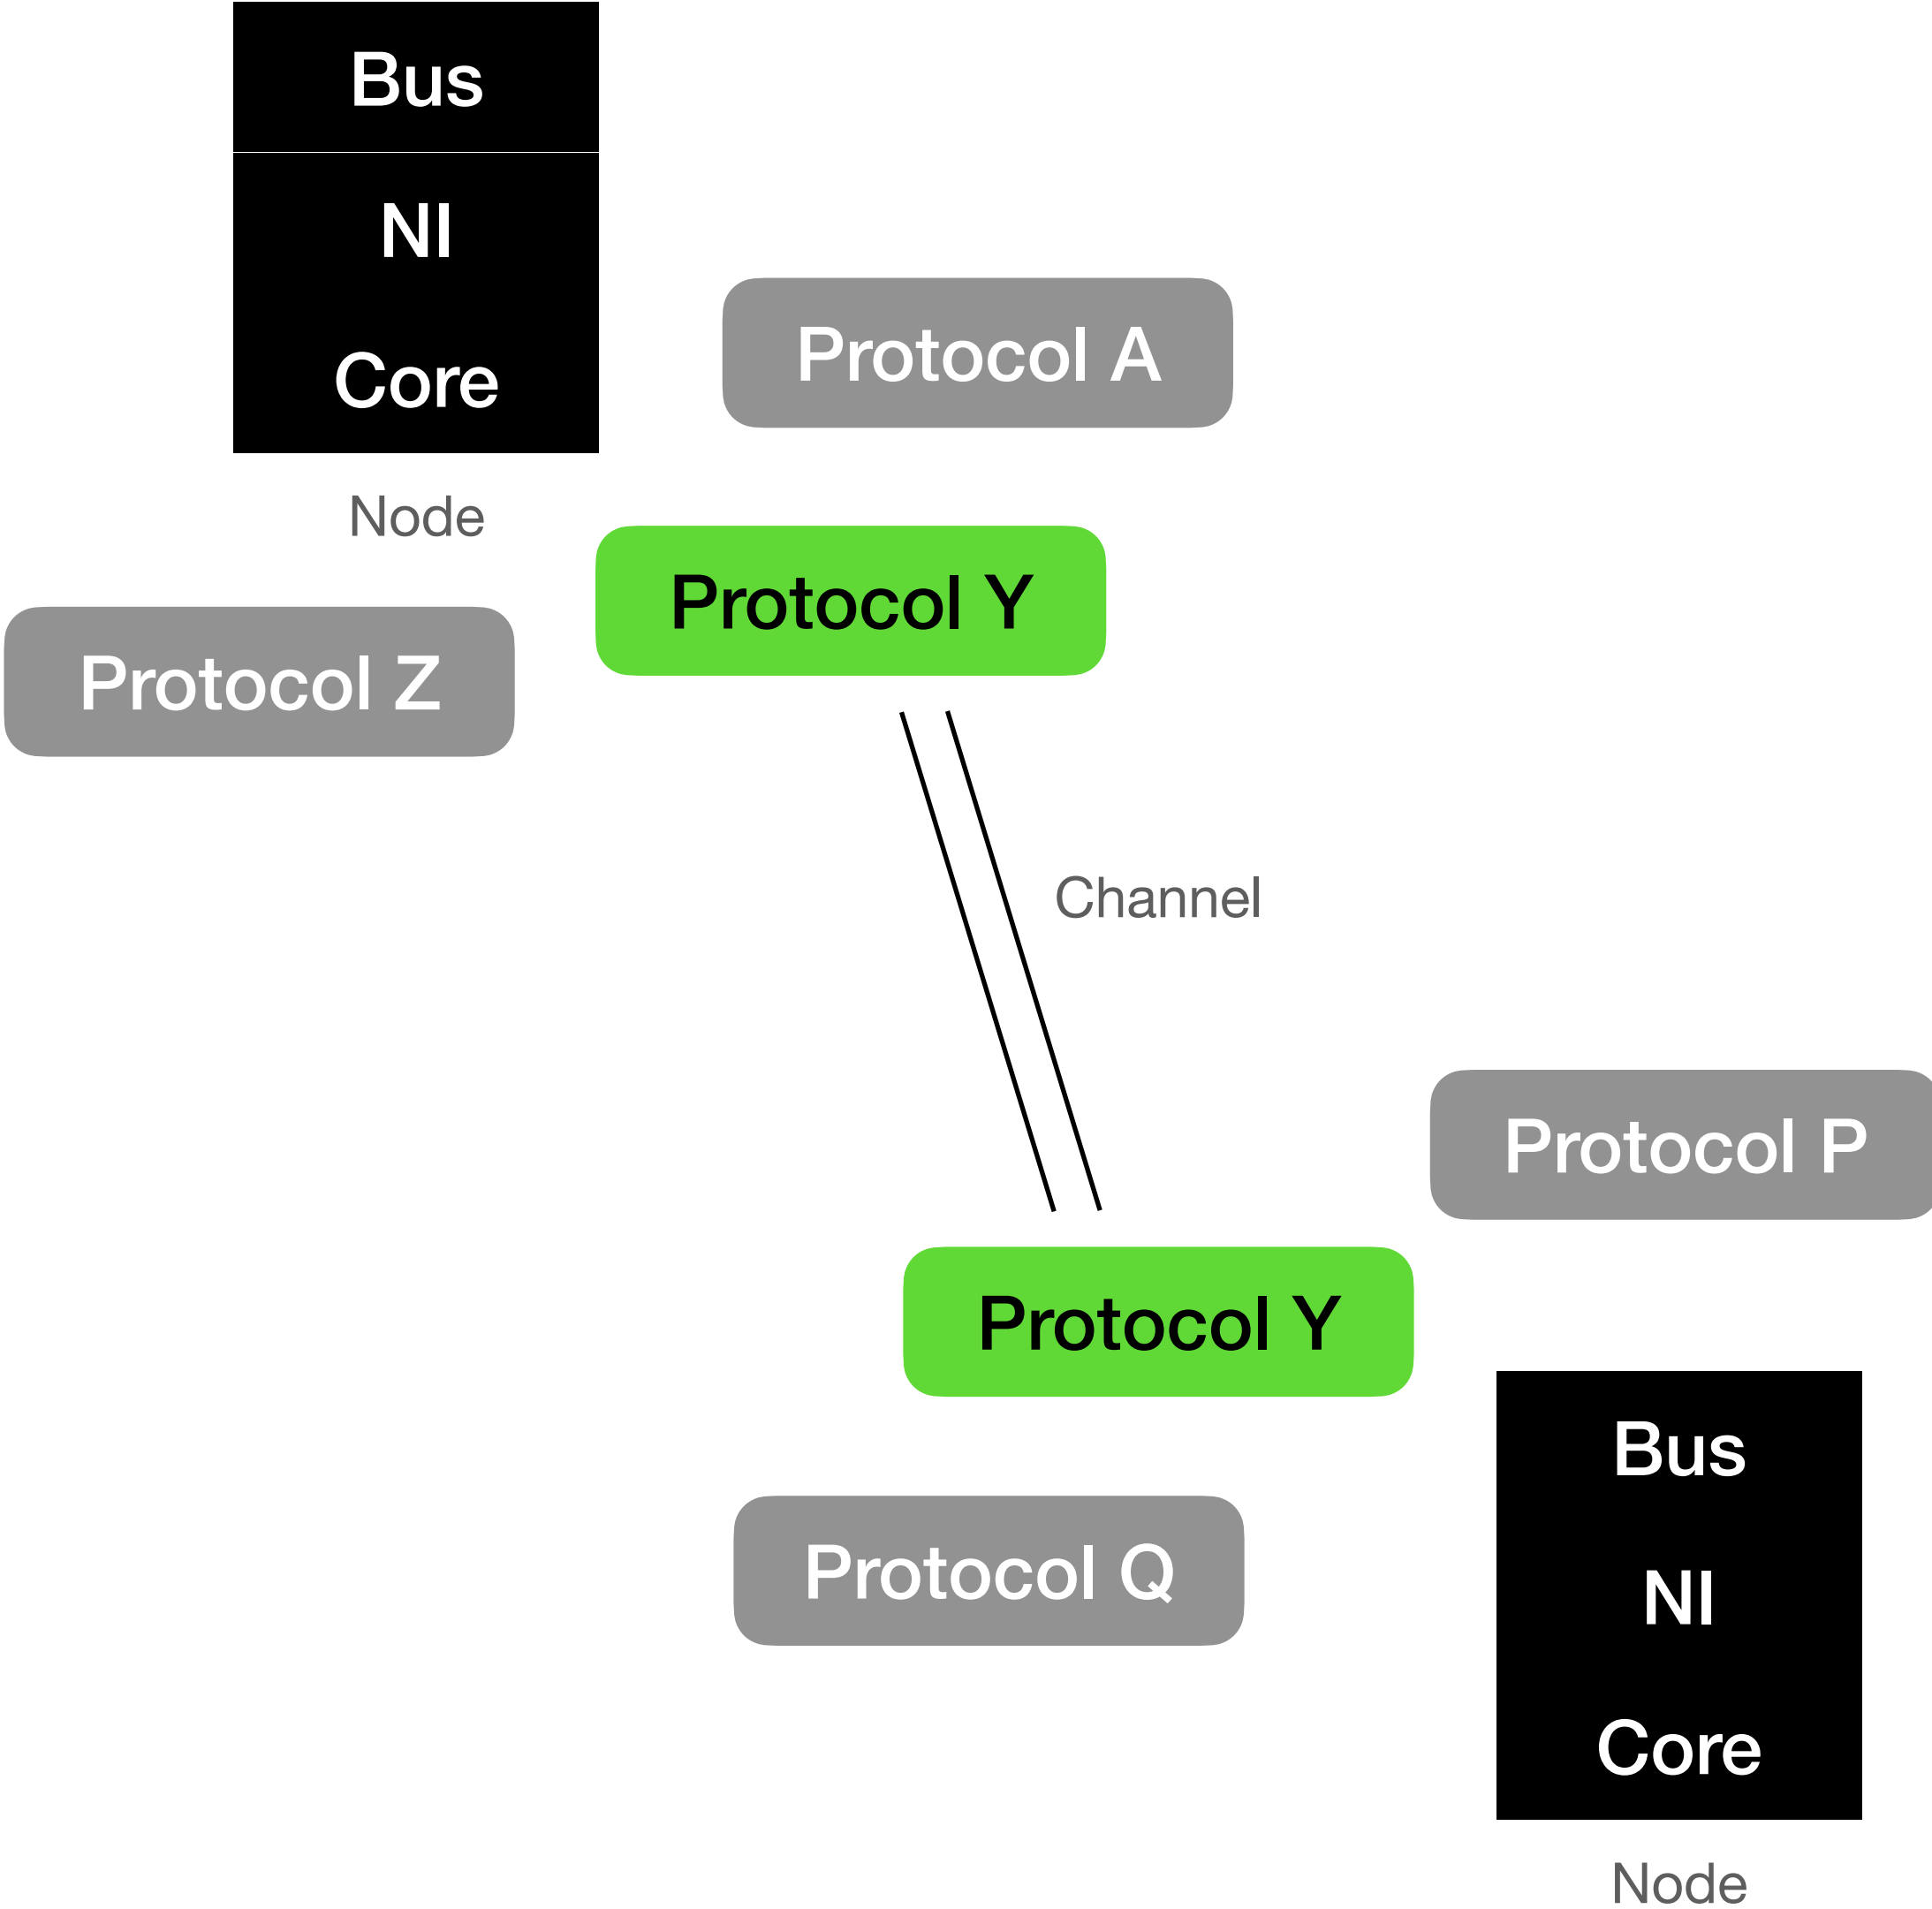 Bus
NI
Core
Node
Protocol A
Protocol Y
Protocol Z
Channel
Protocol P
Protocol Y
Protocol Q
Bus
NI
Core
Node